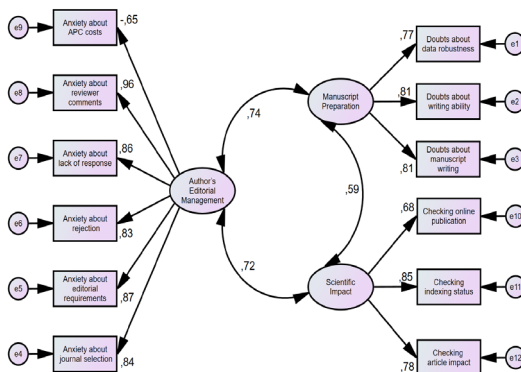 e9
Anxiety about
APC costs
-,65
e8
Anxiety about
reviewer
comments
,96
e7
Anxiety about
lack of response
,86
e6
Anxiety about
rejection
,83
e5
Anxiety about
editorial
requirements
,87
e4
Anxiety about
journal selection
,84
Author's
Editorial
Management
,74
,72
,59
Manuscript
Preparation
Scientific
Impact
,77
Doubts about
data robustness
e1
,81
Doubts about
writing ability
e2
,81
Doubts about
manuscript
writing
e3
,68
Checking online
publication
e10
,85
Checking
indexing status
e11
,78
Checking
article impact
e12